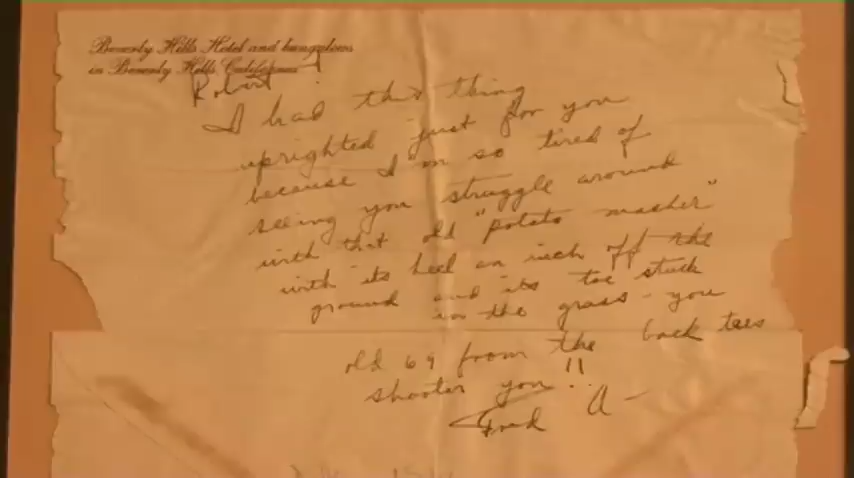 Beverly Hills Hotel and bungalows
in Beverly Hills California
Robert
I had this thing
uprighted just for you
because I'm so tired of
seeing you struggle around
with that old "potato masher"
with its heel an inch off the
ground and its toe stuck
in the grass - you
old 69 from the back tees
shooter you!!
Fred A-